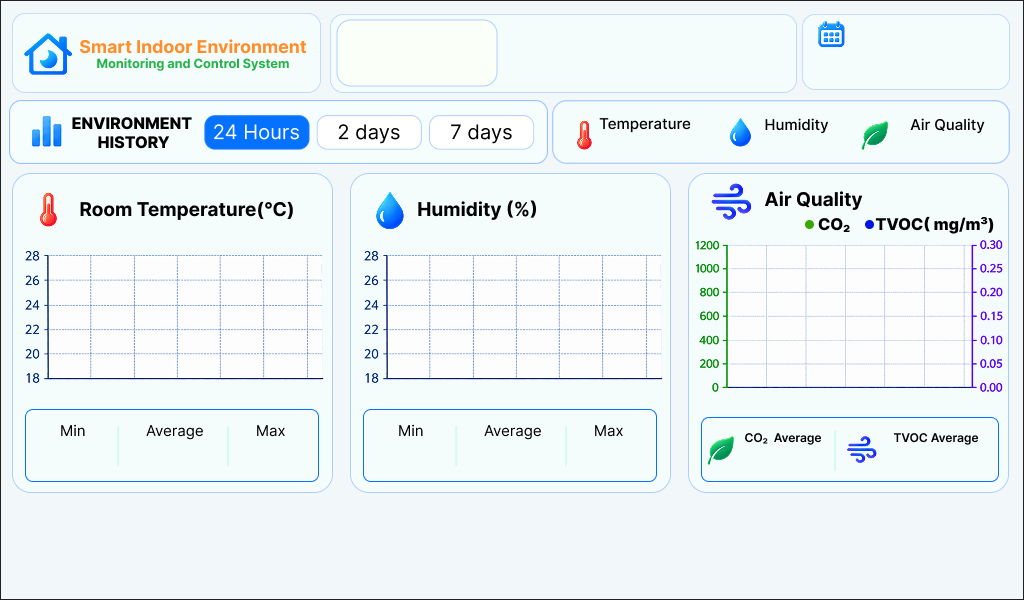 Smart Indoor Environment
Monitoring and Control System
ENVIRONMENT
HISTORY
24 Hours
2 days
7 days
Temperature
Humidity
Air Quality
Room Temperature(°C)
28
26
24
22
20
18
Min
Average
Max
Humidity (%)
28
26
24
22
20
18
Min
Average
Max
Air Quality
CO₂
TVOC( mg/m³)
1200
1000
800
600
400
200
0
0.30
0.25
0.20
0.15
0.10
0.05
0.00
CO₂ Average
TVOC Average